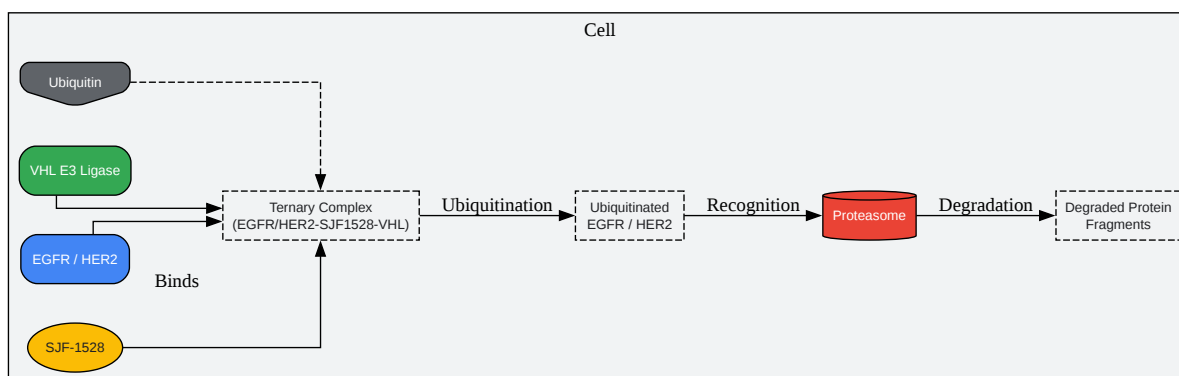 Cell
Ubiquitin
VHL E3 Ligase
EGFR / HER2
Binds
SJF-1528
Ternary Complex
(EGFR/HER2-SJF1528-VHL)
Ubiquitination
Ubiquitinated
EGFR / HER2
Recognition
Proteasome
Degradation
Degraded Protein
Fragments